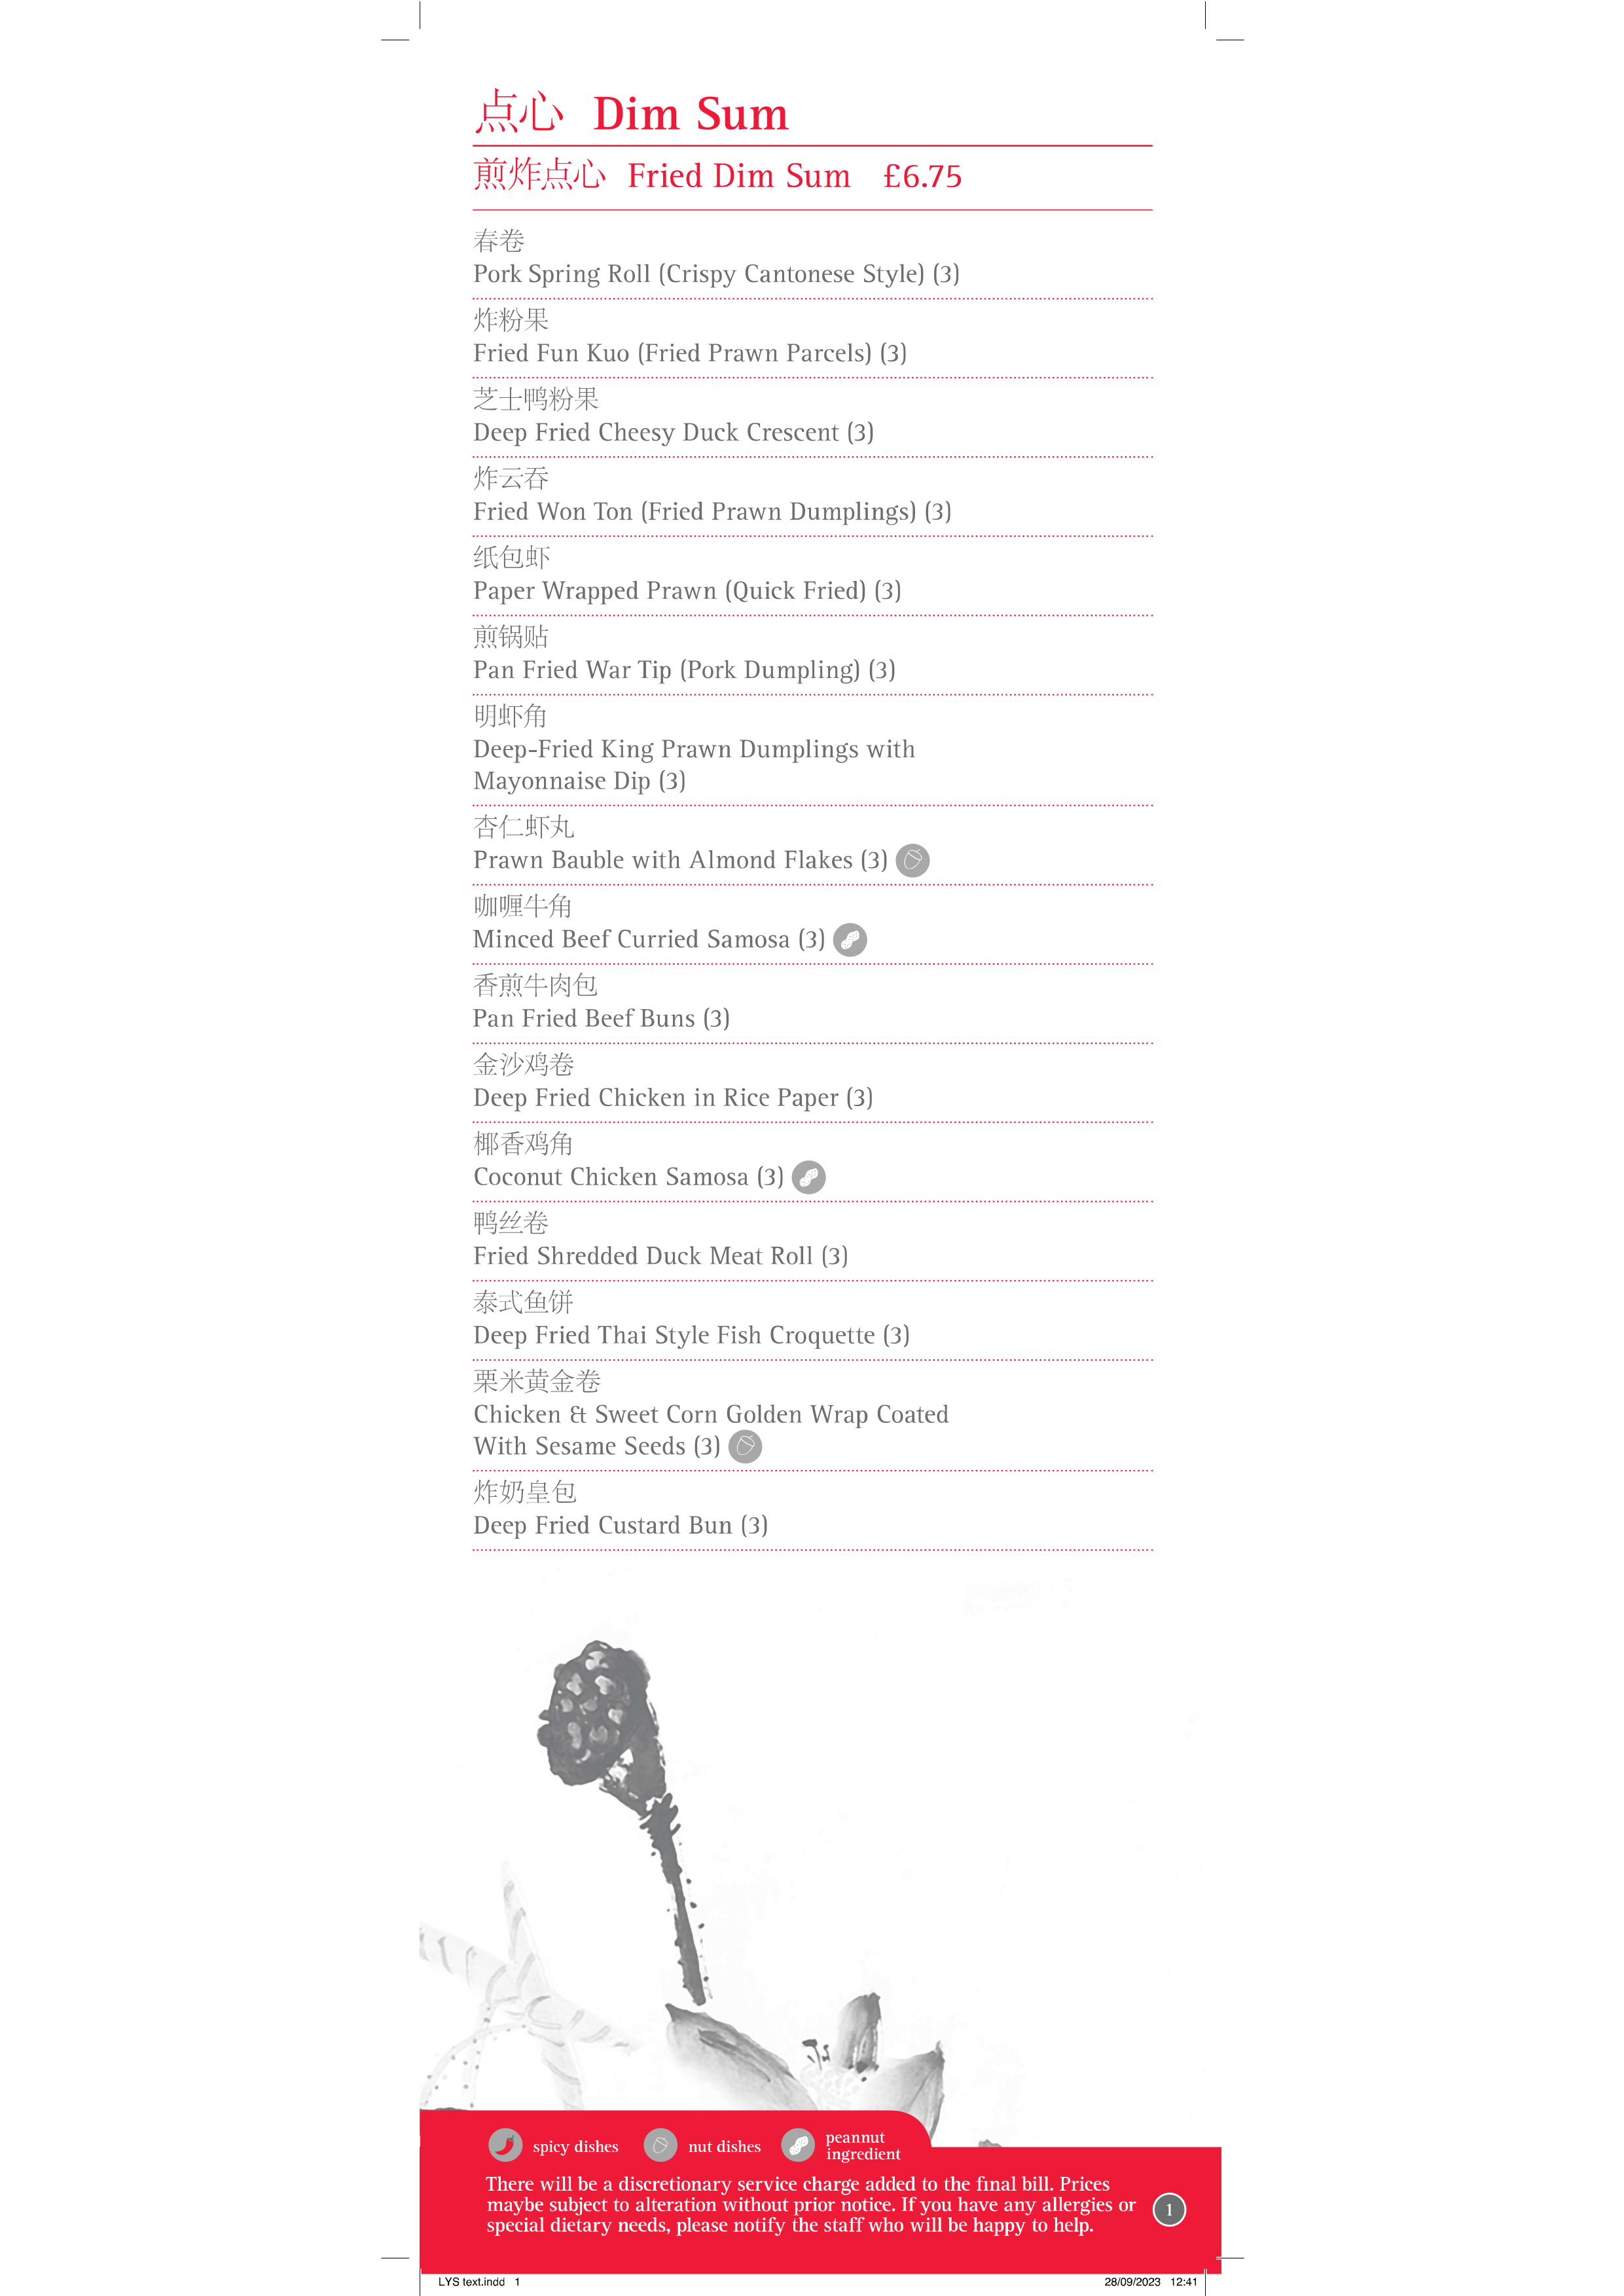 点心 Dim Sum
煎炸点心 Fried Dim Sum £6.75
春卷
Pork Spring Roll (Crispy Cantonese Style) (3)
炸粉果
Fried Fun Kuo (Fried Prawn Parcels) (3)
芝士鸭粉果
Deep Fried Cheesy Duck Crescent (3)
炸云吞
Fried Won Ton (Fried Prawn Dumplings) (3)
纸包虾
Paper Wrapped Prawn (Quick Fried) (3)
煎锅贴
Pan Fried War Tip (Pork Dumpling) (3)
明虾角
Deep-Fried King Prawn Dumplings with
Mayonnaise Dip (3)
杏仁虾丸
Prawn Bauble with Almond Flakes (3)
咖喱牛角
Minced Beef Curried Samosa (3)
香煎牛肉包
Pan Fried Beef Buns (3)
金沙鸡卷
Deep Fried Chicken in Rice Paper (3)
椰香鸡角
Coconut Chicken Samosa (3)
鸭丝卷
Fried Shredded Duck Meat Roll (3)
泰式鱼饼
Deep Fried Thai Style Fish Croquette (3)
栗米黄金卷
Chicken & Sweet Corn Golden Wrap Coated
With Sesame Seeds (3)
炸奶皇包
Deep Fried Custard Bun (3)
spicy dishes nut dishes peannut
ingredient
There will be a discretionary service charge added to the final bill. Prices
maybe subject to alteration without prior notice. If you have any allergies or
special dietary needs, please notify the staff who will be happy to help.
1
LYS text.indd 1 28/09/2023 12:41